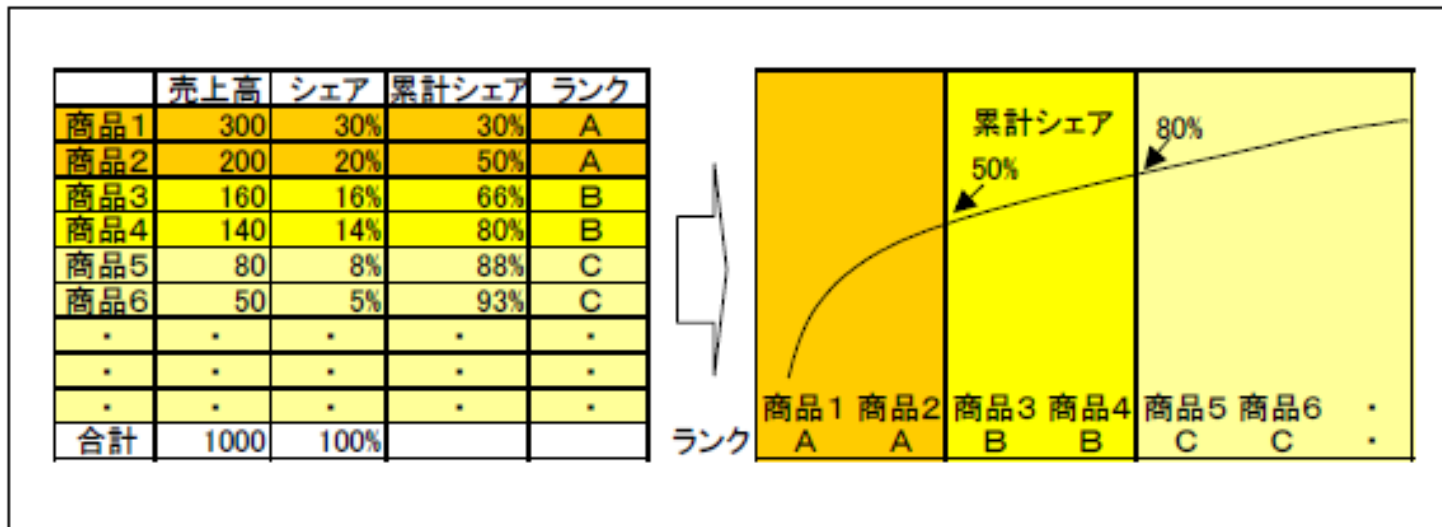 売上高 シェア 累計シェア ランク
商品1 300 30% 30% A
商品2 200 20% 50% A
商品3 160 16% 66% B
商品4 140 14% 80% B
商品5 80 8% 88% C
商品6 50 5% 93% C
・ ・ ・ ・ ・
・ ・ ・ ・ ・
・ ・ ・ ・ ・
合計 1000 100%
累計シェア
50%
80%
商品1 商品2 商品3 商品4 商品5 商品6 ・
ランク A A B B C C ・